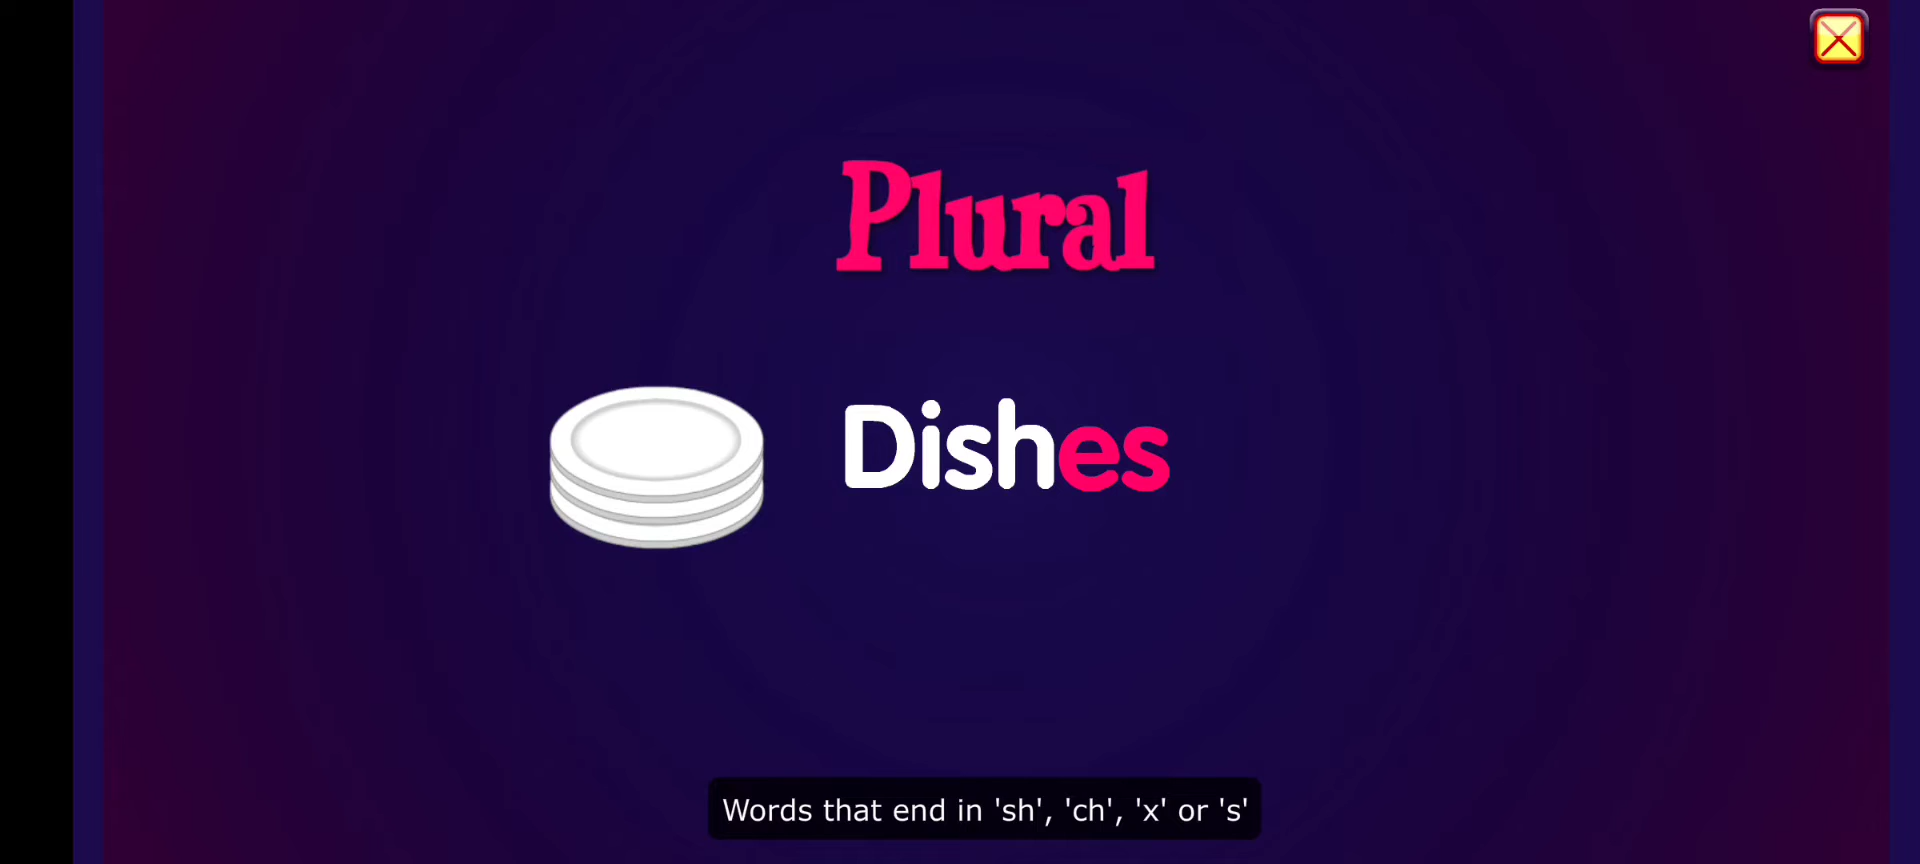 Plural
Dishes
Words that end in 'sh', 'ch', 'x' or 's'